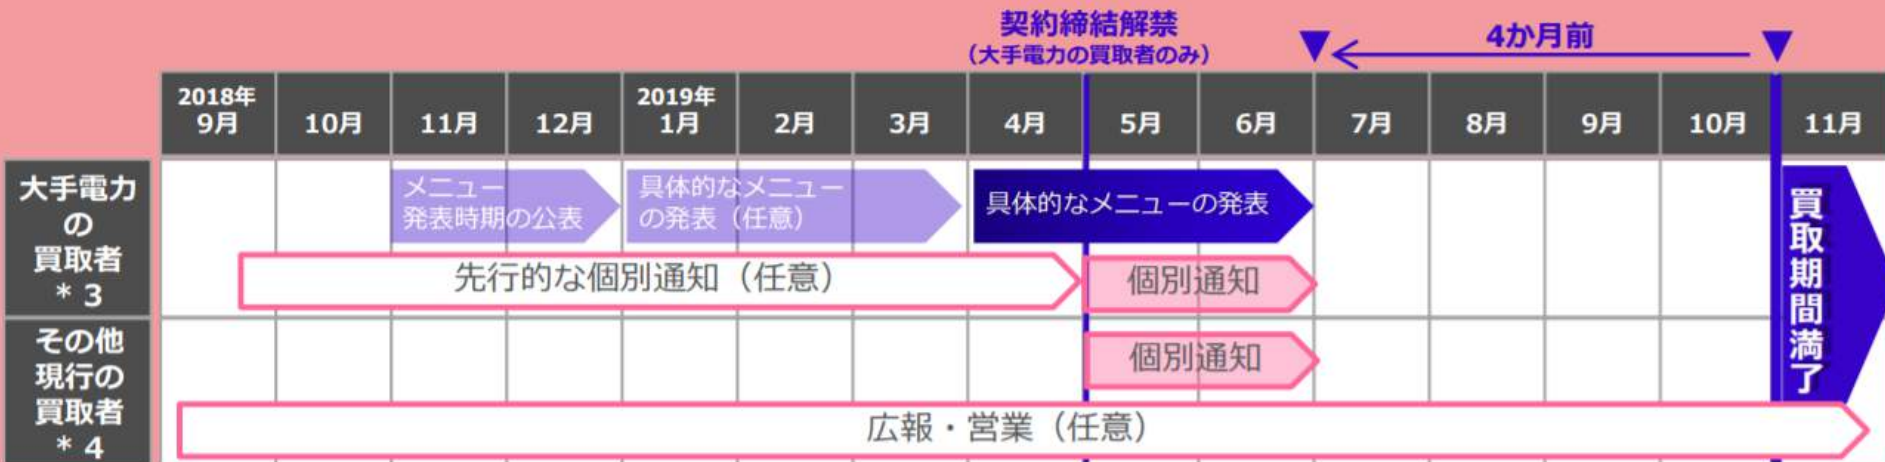 契約締結解禁
(大手電力の買取者のみ)
4か月前
2018年
9月
10月
11月
12月
2019年
1月
2月
3月
4月
5月
6月
7月
8月
9月
10月
11月
大手電力
の
買取者
*3
メニュー
発表時期の公表
具体的なメニュー
の発表(任意)
具体的なメニューの発表
先行的な個別通知(任意)
個別通知
買取期間満了
その他
現行の
買取者
*4
個別通知
広報・営業(任意)